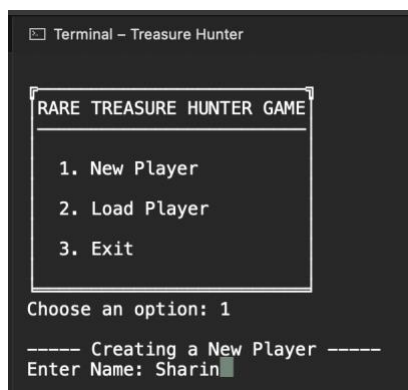 Terminal – Treasure Hunter
RARE TREASURE HUNTER GAME
1. New Player
2. Load Player
3. Exit
Choose an option: 1
----- Creating a New Player -----
Enter Name: Sharin